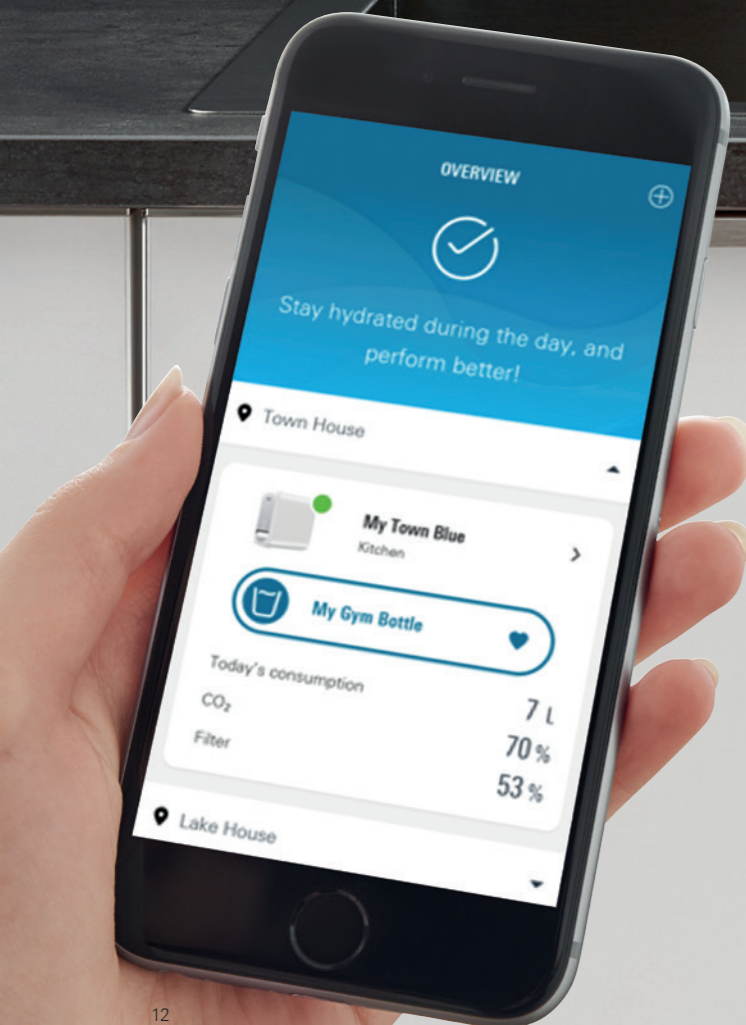 OVERVIEW
Stay hydrated during the day, and
perform better!
Town House
My Town Blue
Kitchen
My Gym Bottle
Today's consumption 7 L
CO₂ 70 %
Filter 53 %
Lake House
12